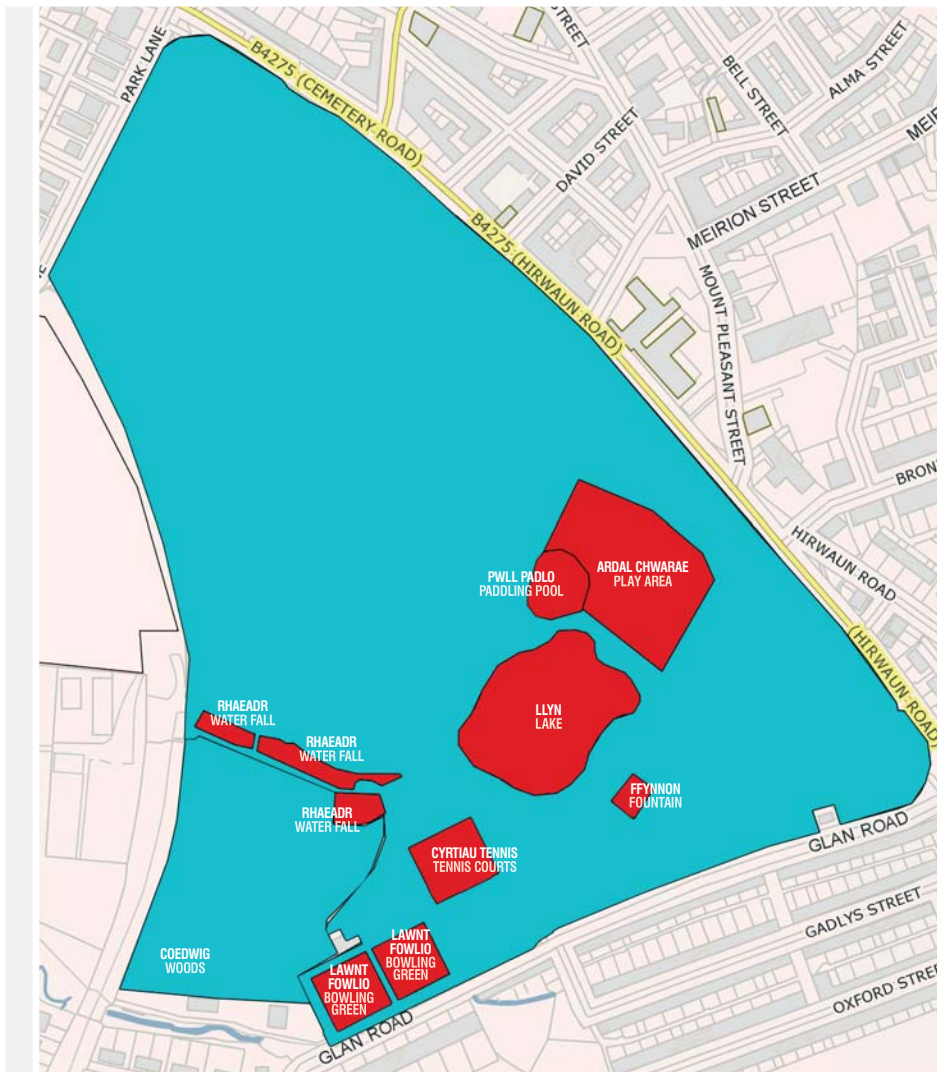 PARK LANE
B4275 (CEMETERY ROAD)
STREET
BELL STREET
ALMA STREET
DAVID STREET
MEIRION STREET
B4275 (HIRWAUN ROAD)
MOUNT PLEASANT STREET
HIRWAUN ROAD
(HIRWAUN ROAD)
ARDAL CHWARAE
PLAY AREA
PWLL PADLO
PADDLING POOL
LLYN
LAKE
RHAEADR
WATER FALL
RHAEADR
WATER FALL
RHAEADR
WATER FALL
FFYNNON
FOUNTAIN
CYRTIAU TENNIS
TENNIS COURTS
GLAN ROAD
GADLYS STREET
OXFORD STREE
COEDWIG
WOODS
LAWNT
FOWLIO
BOWLING
GREEN
LAWNT
FOWLIO
BOWLING
GREEN
GLAN ROAD